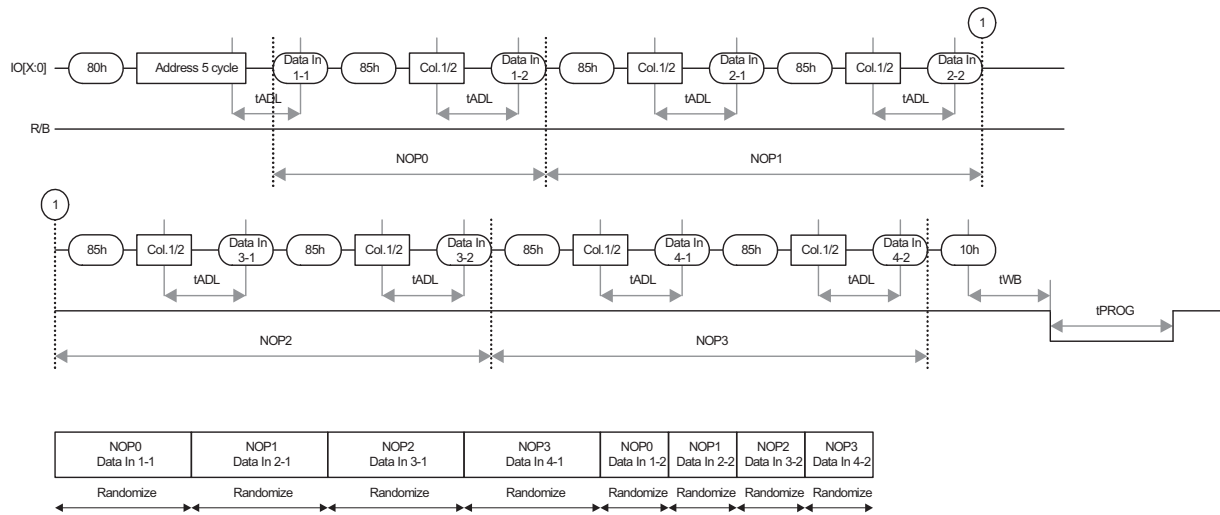 1
IO[X:0] 80h Address 5 cycle Data In 1-1 85h Col.1/2 Data In 1-2 85h Col.1/2 Data In 2-1 85h Col.1/2 Data In 2-2
tADL tADL tADL tADL
R/B
NOP0 NOP1
1
85h Col.1/2 Data In 3-1 85h Col.1/2 Data In 3-2 85h Col.1/2 Data In 4-1 85h Col.1/2 Data In 4-2 10h
tADL tADL tADL tADL tWB
tPROG
NOP2 NOP3
NOP0 NOP1 NOP2 NOP3 NOP0 NOP1 NOP2 NOP3
Data In 1-1 Data In 2-1 Data In 3-1 Data In 4-1 Data In 1-2 Data In 2-2 Data In 3-2 Data In 4-2
Randomize Randomize Randomize Randomize Randomize Randomize Randomize Randomize